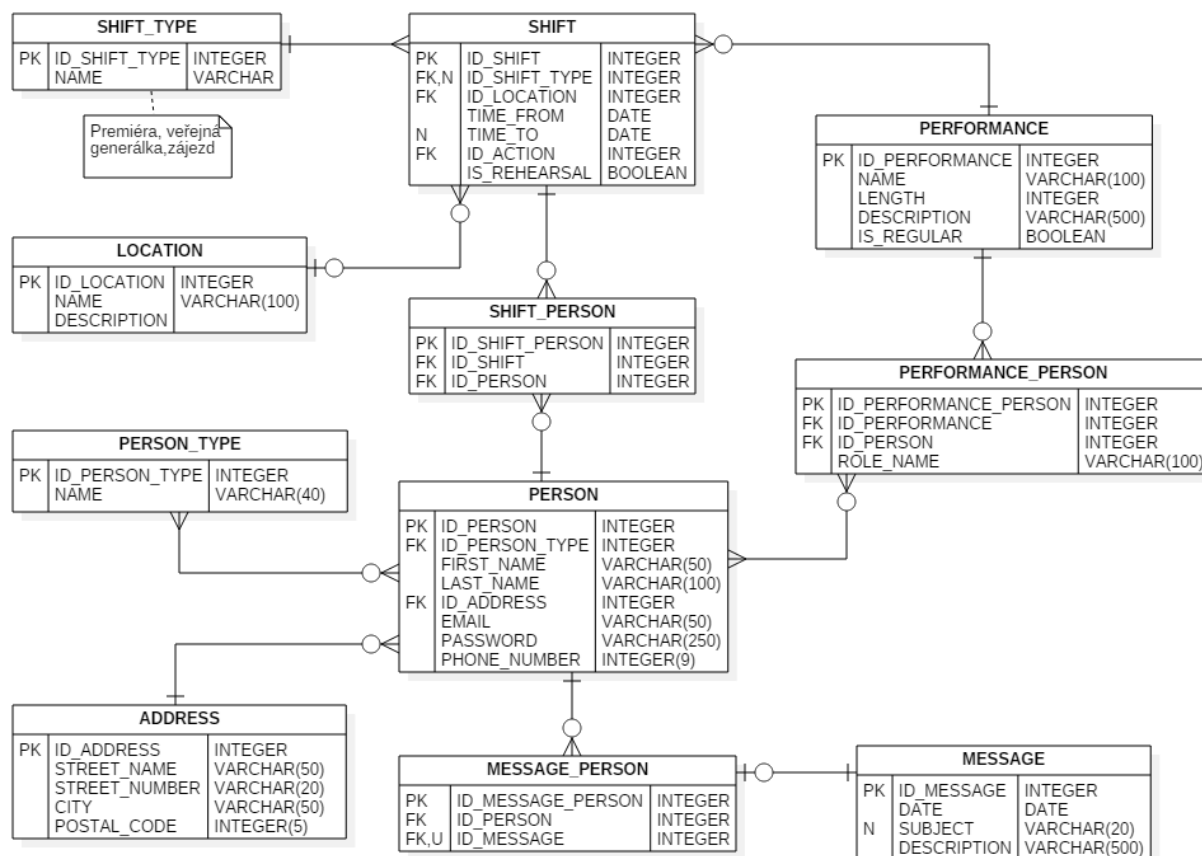 SHIFT_TYPE
PK ID_SHIFT_TYPE INTEGER
NAME VARCHAR
Premiéra, veřejná
generálka,zájezd
SHIFT
PK ID_SHIFT INTEGER
FK,N ID_SHIFT_TYPE INTEGER
FK ID_LOCATION INTEGER
TIME_FROM DATE
N TIME_TO DATE
FK ID_ACTION INTEGER
IS_REHEARSAL BOOLEAN
PERFORMANCE
PK ID_PERFORMANCE INTEGER
NAME VARCHAR(100)
LENGTH INTEGER
DESCRIPTION VARCHAR(500)
IS_REGULAR BOOLEAN
LOCATION
PK ID_LOCATION INTEGER
NAME VARCHAR(100)
DESCRIPTION
SHIFT_PERSON
PK ID_SHIFT_PERSON INTEGER
FK ID_SHIFT INTEGER
FK ID_PERSON INTEGER
PERFORMANCE_PERSON
PK ID_PERFORMANCE_PERSON INTEGER
FK ID_PERFORMANCE INTEGER
FK ID_PERSON INTEGER
ROLE_NAME VARCHAR(100)
PERSON_TYPE
PK ID_PERSON_TYPE INTEGER
NAME VARCHAR(40)
PERSON
PK ID_PERSON INTEGER
FK ID_PERSON_TYPE INTEGER
FIRST_NAME VARCHAR(50)
LAST_NAME VARCHAR(100)
FK ID_ADDRESS INTEGER
EMAIL VARCHAR(50)
PASSWORD VARCHAR(250)
PHONE_NUMBER INTEGER(9)
ADDRESS
PK ID_ADDRESS INTEGER
STREET_NAME VARCHAR(50)
STREET_NUMBER VARCHAR(20)
CITY VARCHAR(50)
POSTAL_CODE INTEGER(5)
MESSAGE_PERSON
PK ID_MESSAGE_PERSON INTEGER
FK ID_PERSON INTEGER
FK,U ID_MESSAGE INTEGER
MESSAGE
PK ID_MESSAGE INTEGER
DATE DATE
N SUBJECT VARCHAR(20)
DESCRIPTION VARCHAR(500)